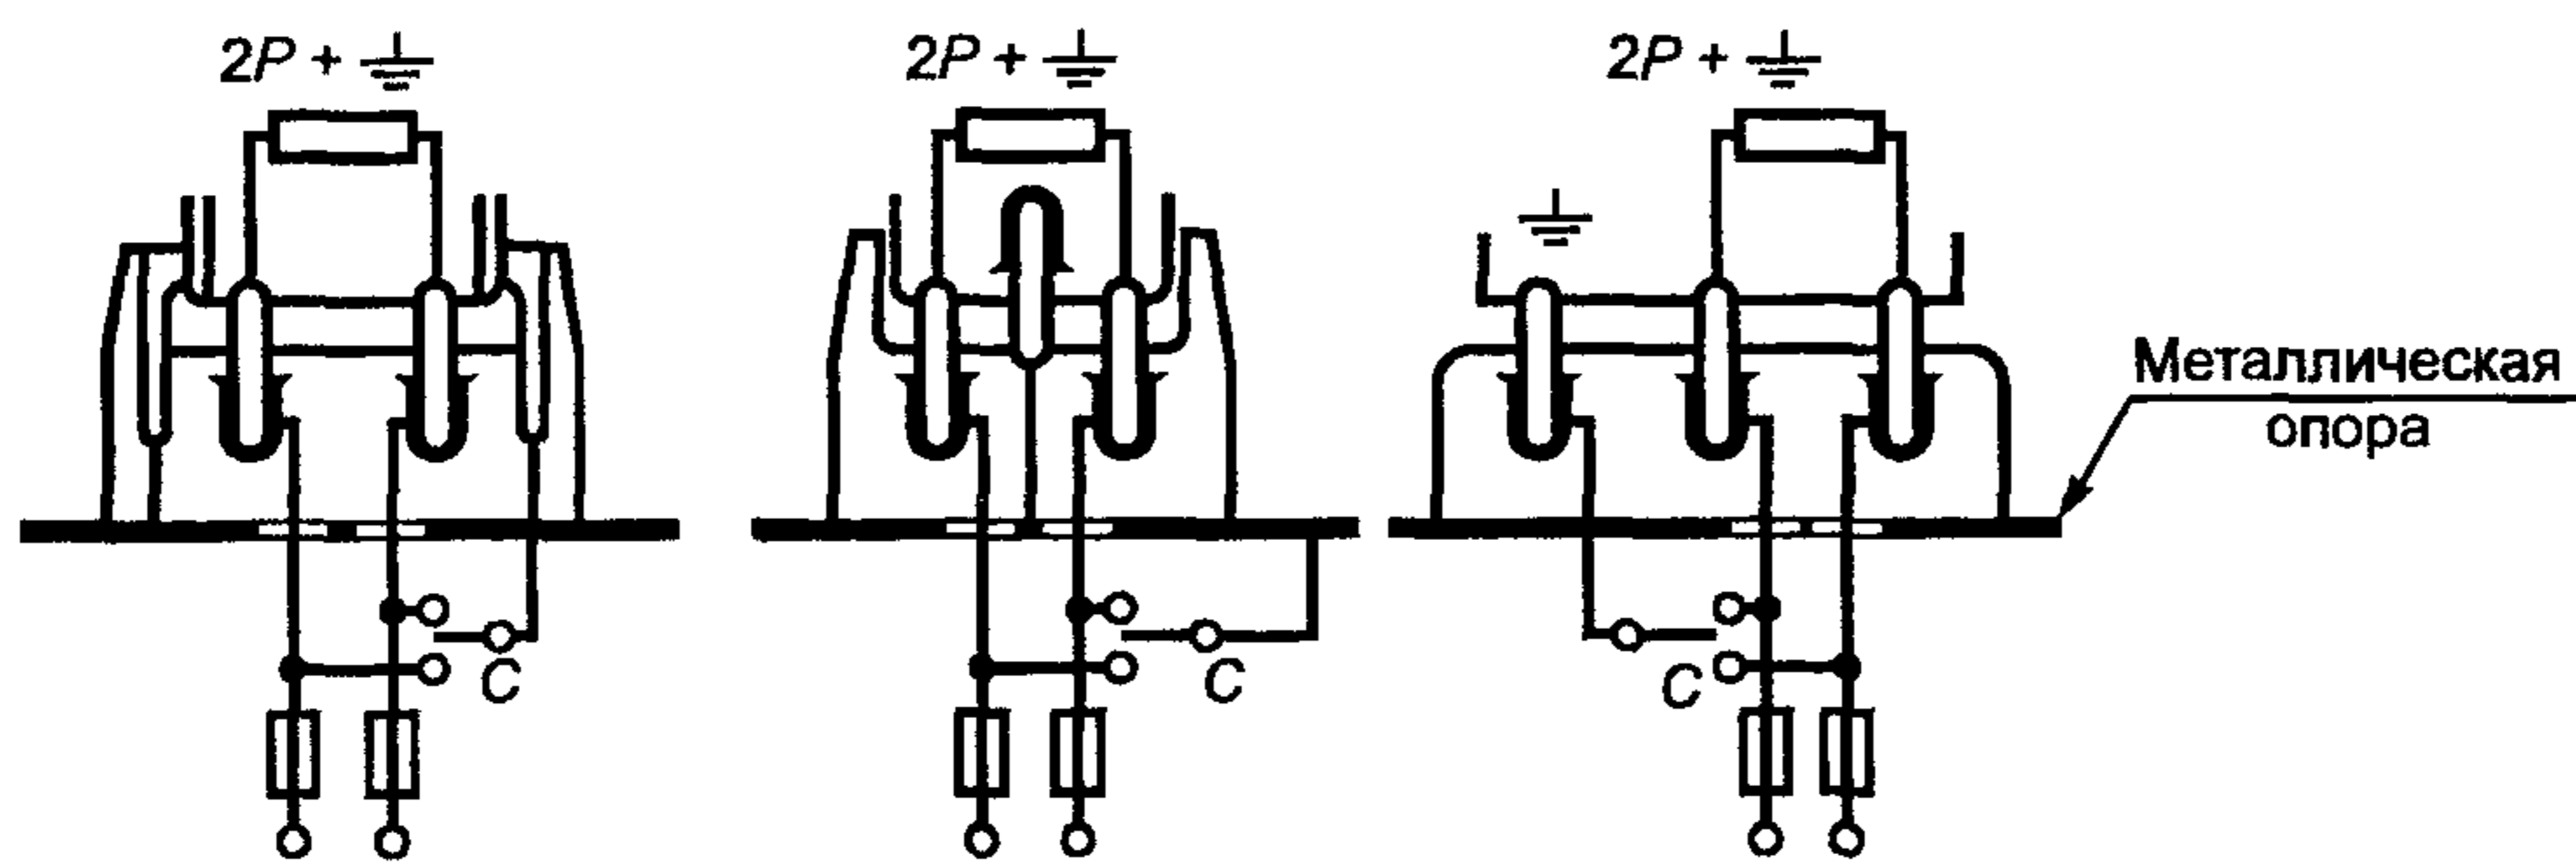 2P +
2P +
2P +
Металлическая
опора
C
C
C